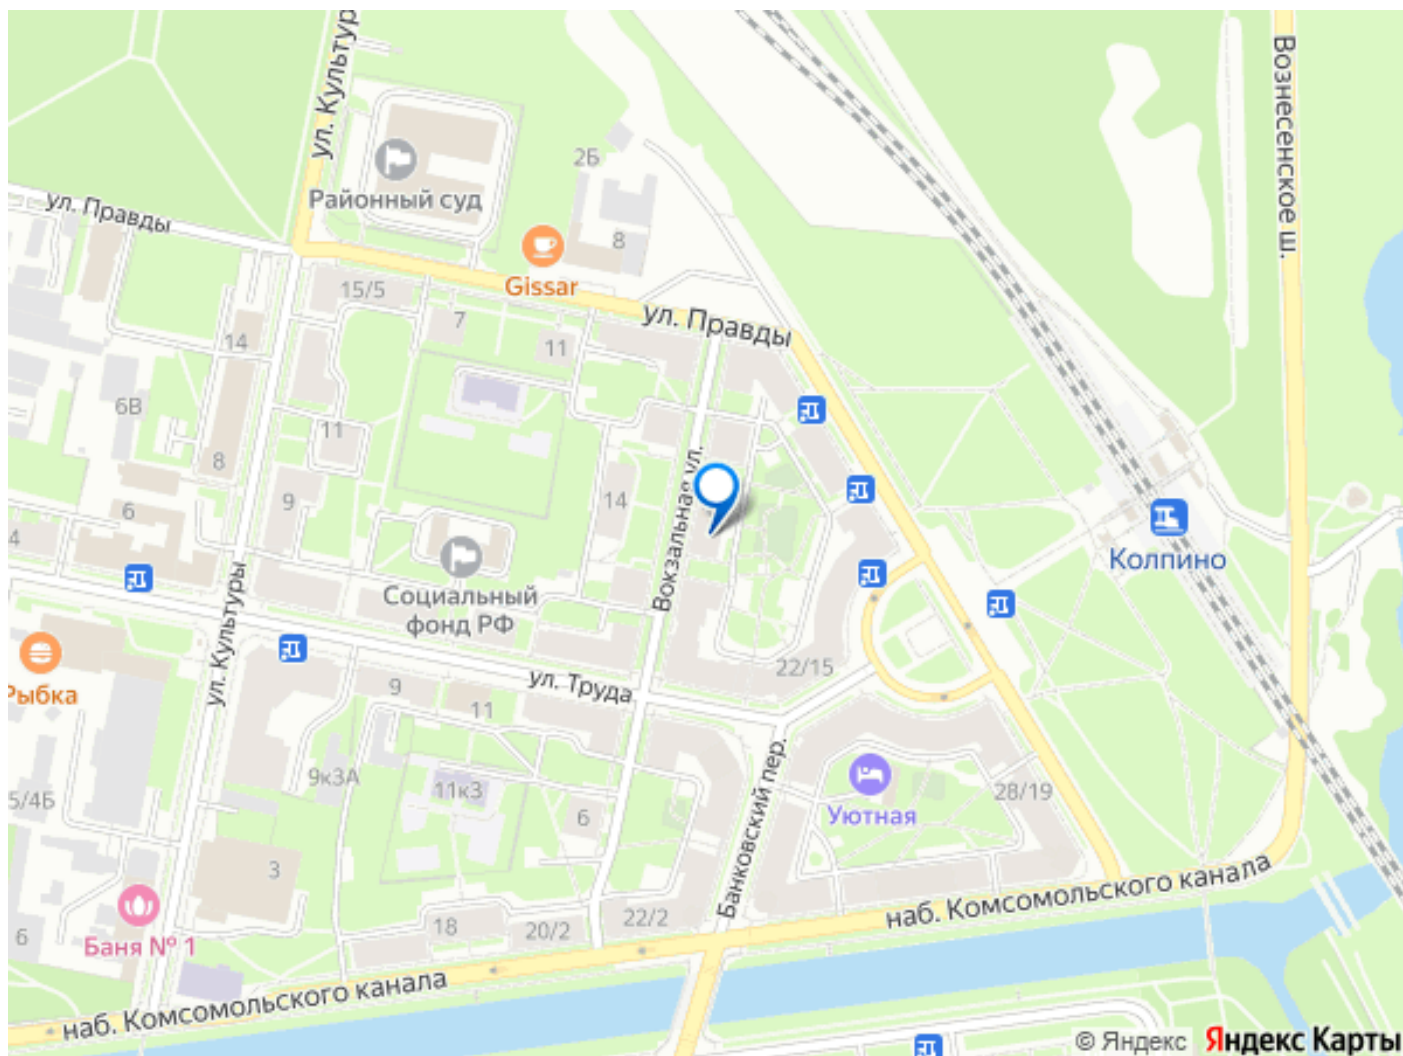 ул. Культур
Вознесенское ш.
Районный суд
2Б
ул. Правды
8
Gissar
15/5
7
ул. Правды
14
11
6В
11
Вокзальная ул.
8
9
14
6
4
Колпино
Социальный
фонд РФ
ул. Культуры
Рыбка
22/15
ул. Труда
9
11
9к3А
11к3
5/4Б
6
Уютная
28/19
Банковский пер.
3
наб. Комсомольского канала
18
20/2
22/2
6
Баня № 1
наб. Комсомольского канала
© Яндекс Яндекс Карты